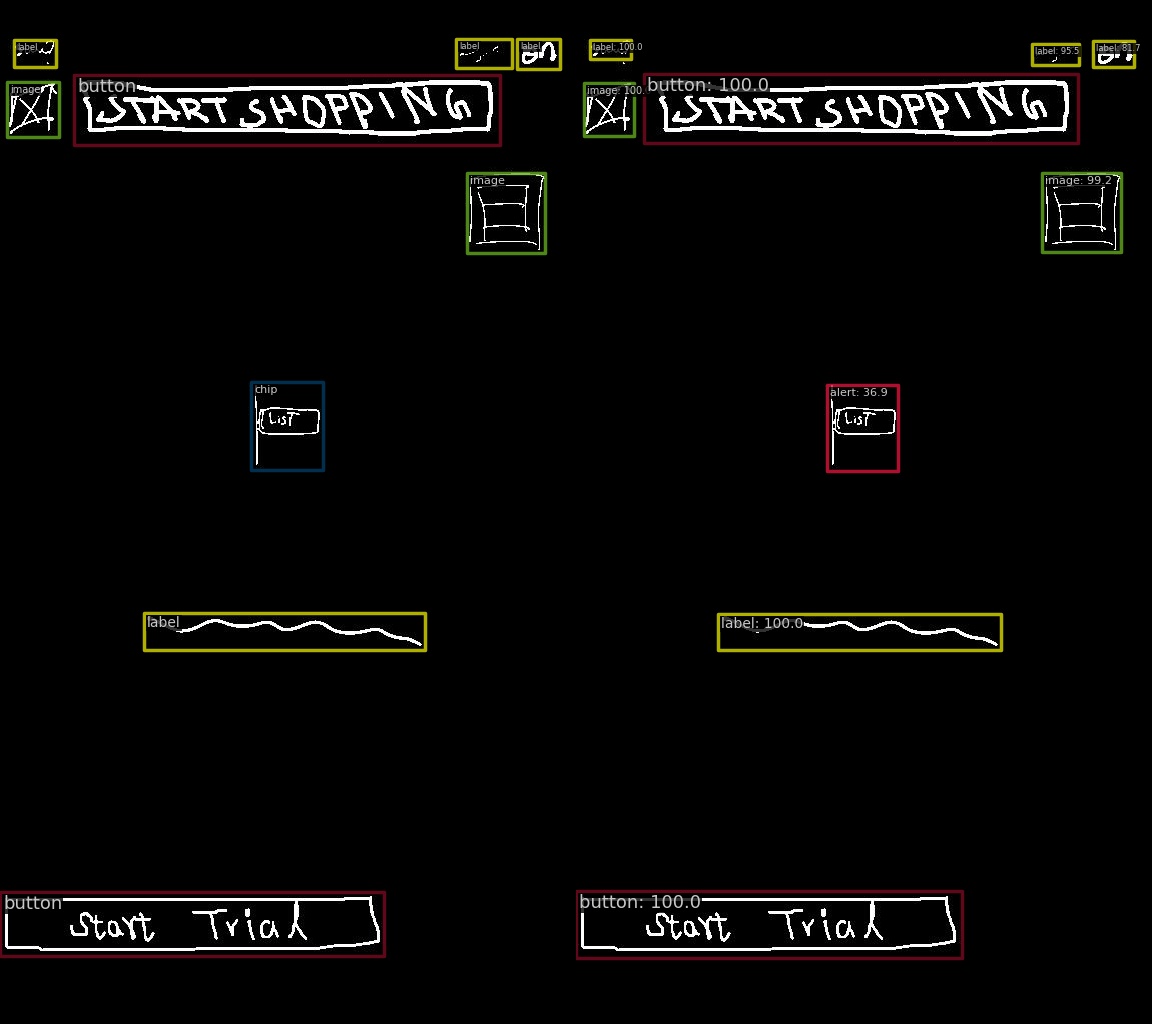 label label label label: 100.0 label: 95.5 label: 81.7
image button image: 100. button: 100.0
START SHOPPING START SHOPPING
image image: 99.2
chip alert: 36.9
LIST LIST
label label: 100.0
button button: 100.0
Start Trial Start Trial